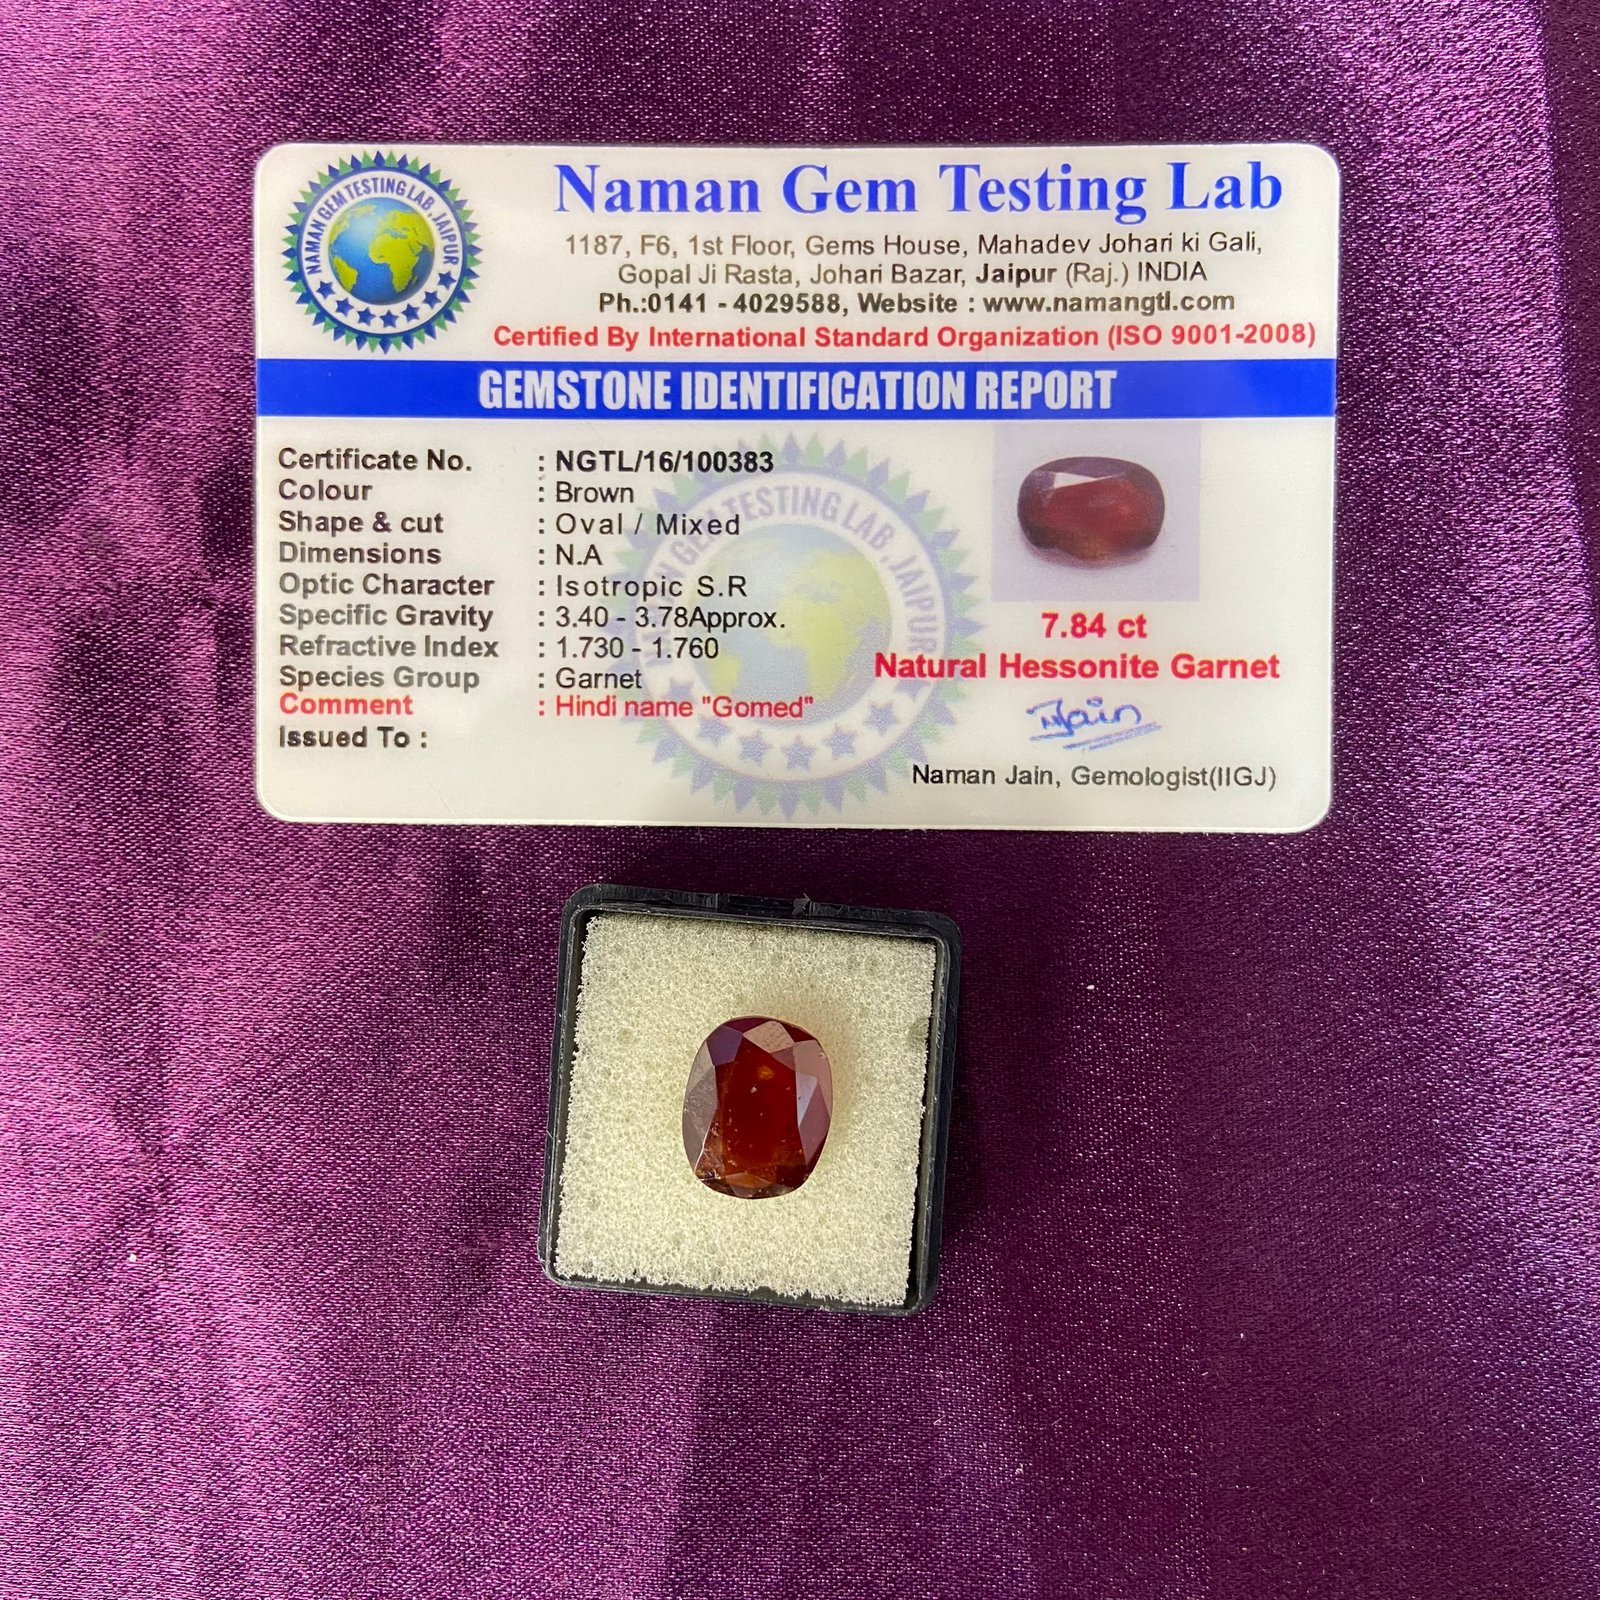 NAMAN GEM TESTING LAB, JAIPUR
Naman Gem Testing Lab
1187, F6, 1st Floor, Gems House, Mahadev Johari ki Gali,
Gopal Ji Rasta, Johari Bazar, Jaipur (Raj.) INDIA
Ph.:0141 - 4029588, Website : www.namangtl.com
Certified By International Standard Organization (ISO 9001-2008)
GEMSTONE IDENTIFICATION REPORT
Certificate No. : NGTL/16/100383
Colour : Brown
Shape & cut : Oval / Mixed
Dimensions : N.A
Optic Character : Isotropic S.R
Specific Gravity : 3.40 - 3.78Approx.
Refractive Index : 1.730 - 1.760
Species Group : Garnet
Comment : Hindi name "Gomed"
Issued To :
7.84 ct
Natural Hessonite Garnet
NJain
Naman Jain, Gemologist(IIGJ)